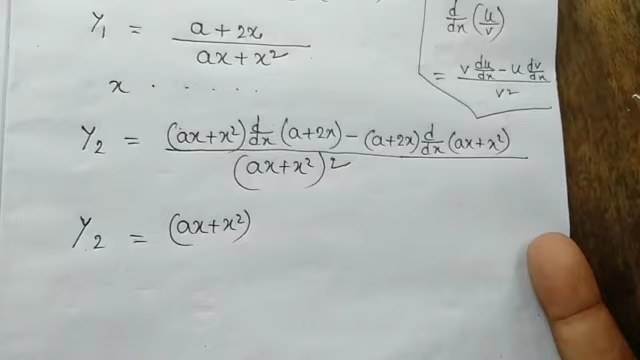 Y₁ = (a + 2x)/(ax + x²)
x . . . . . .
d/dx (u/v)
= (v du/dx - u dv/dx)/v²
Y₂ = ((ax+x²) d/dx (a+2x) - (a+2x) d/dx (ax+x²))/(ax+x²)²
Y₂ = (ax+x²)